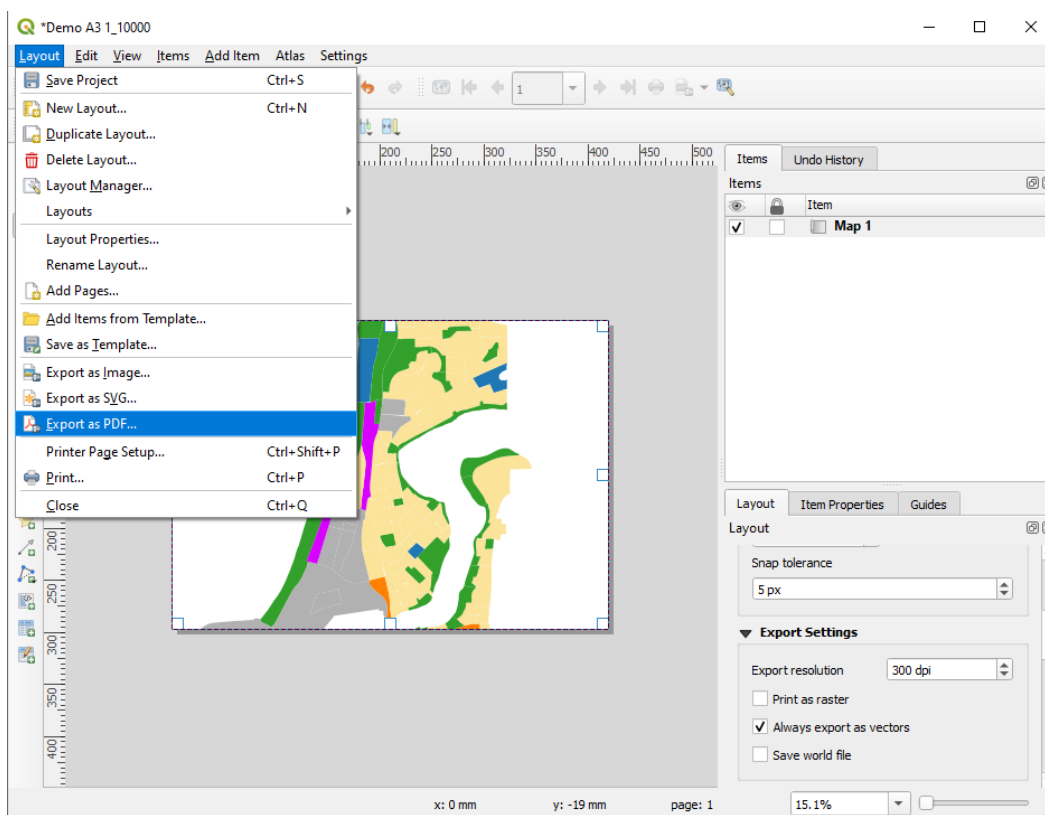 *Demo A3 1_10000
Layout Edit View Items Add Item Atlas Settings
Save Project Ctrl+S
New Layout... Ctrl+N
Duplicate Layout...
Delete Layout...
Layout Manager...
Layouts
Layout Properties...
Rename Layout...
Add Pages...
Add Items from Template...
Save as Template...
Export as Image...
Export as SVG...
Export as PDF...
Printer Page Setup... Ctrl+Shift+P
Print... Ctrl+P
Close Ctrl+Q
1
200 250 300 350 400 450 500
200
250
300
350
400
Items Undo History
Items
Item
Map 1
Layout Item Properties Guides
Layout
Snap tolerance
5 px
Export Settings
Export resolution 300 dpi
Print as raster
Always export as vectors
Save world file
x: 0 mm y: -19 mm page: 1 15.1%